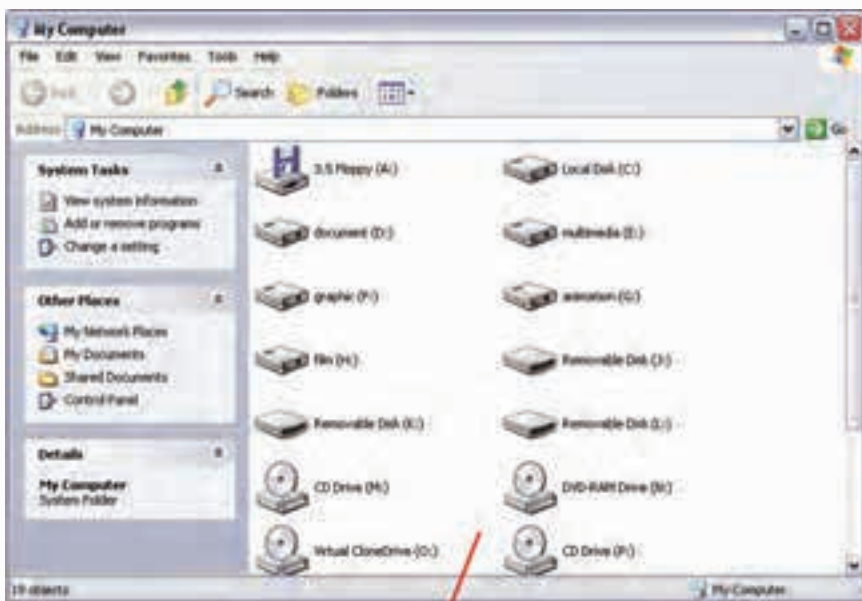 My Computer
File Edit View Favorites Tools Help
Back Search Folders
Address My Computer Go
System Tasks
View system information
Add or remove programs
Change a setting
Other Places
My Network Places
My Documents
Shared Documents
Control Panel
Details
My Computer
System Folder
3.5 Floppy (A:) Local Disk (C:)
document (D:) multimedia (E:)
graphic (F:) animation (G:)
film (H:) Removable Disk (J:)
Removable Disk (K:) Removable Disk (L:)
CD Drive (M:) DVD-RAM Drive (N:)
Virtual CloneDrive (O:) CD Drive (P:)
19 objects My Computer